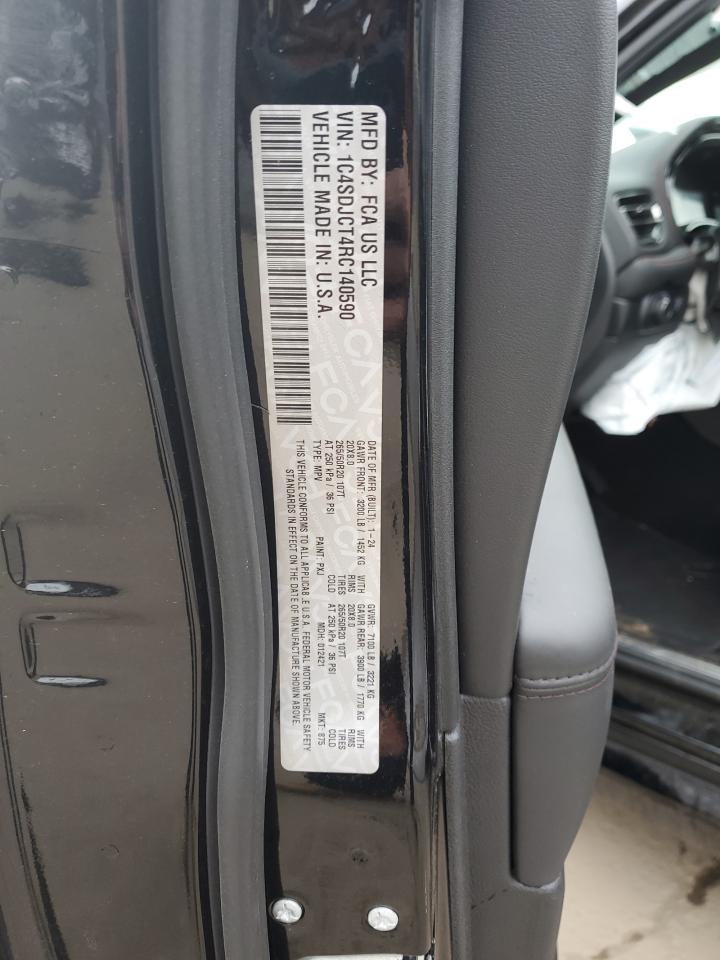 MFD BY: FCA US LLC
VIN: 1C4SDJCT4RC140590
VEHICLE MADE IN: U.S.A.
DATE OF MFR (BUILT): 1-24 GVWR: 7100 LB / 3221 KG
GAWR FRONT: 3200 LB / 1452 KG WITH GAWR REAR: 3900 LB / 1770 KG WITH
20X8.0 RIMS 20X8.0 RIMS
265/50R20 107T TIRES 265/50R20 107T TIRES
AT 250 kPa / 36 PSI COLD AT 250 kPa / 36 PSI COLD
TYPE: MPV PAINT: PXJ MDH: 012421 MKT: 875
THIS VEHICLE CONFORMS TO ALL APPLICABLE U.S.A. FEDERAL MOTOR VEHICLE SAFETY
STANDARDS IN EFFECT ON THE DATE OF MANUFACTURE SHOWN ABOVE.